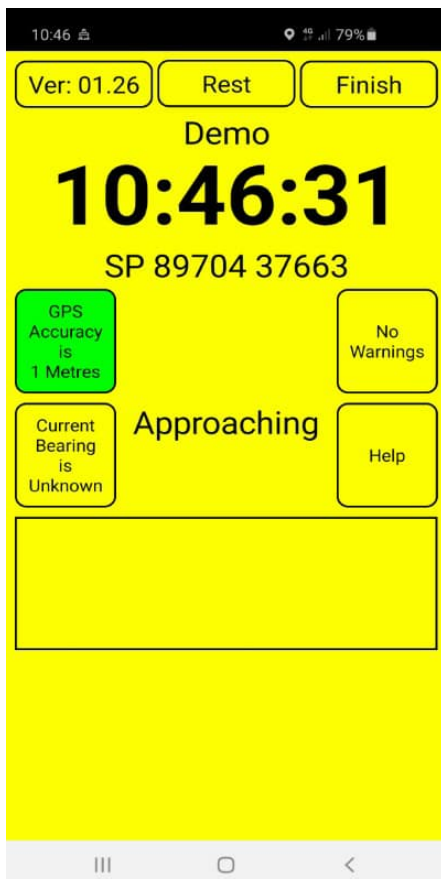 10:46
4G
79%
Ver: 01.26
Rest
Finish
Demo
10:46:31
SP 89704 37663
GPS
Accuracy
is
1 Metres
No
Warnings
Current
Bearing
is
Unknown
Approaching
Help